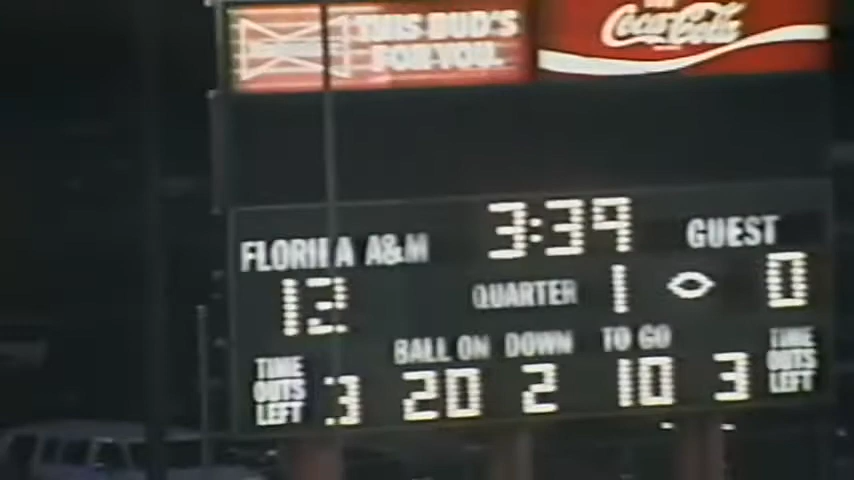 THIS BUD'S
FOR YOU.
Coca-Cola
3:39
FLORIDA A&M
GUEST
12
QUARTER 1
0
BALL ON
DOWN
TO GO
TIME
OUTS
LEFT
3
20
2
10
3
TIME
OUTS
LEFT